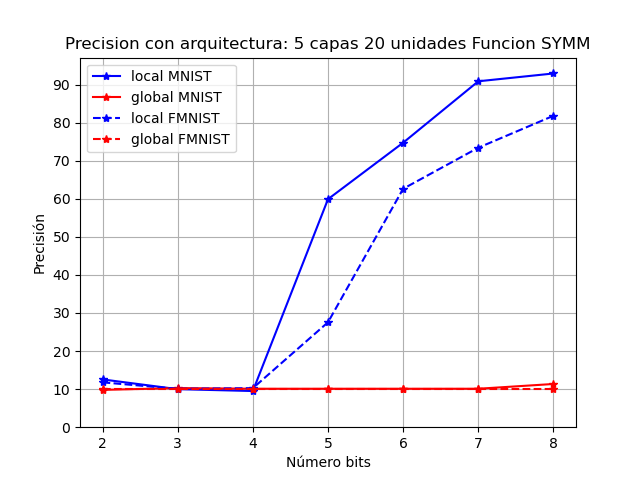 Precision con arquitectura: 5 capas 20 unidades Funcion SYMM
local MNIST
global MNIST
local FMNIST
global FMNIST
90
80
70
60
50
40
30
20
10
0
Precisión
2 3 4 5 6 7 8
Número bits